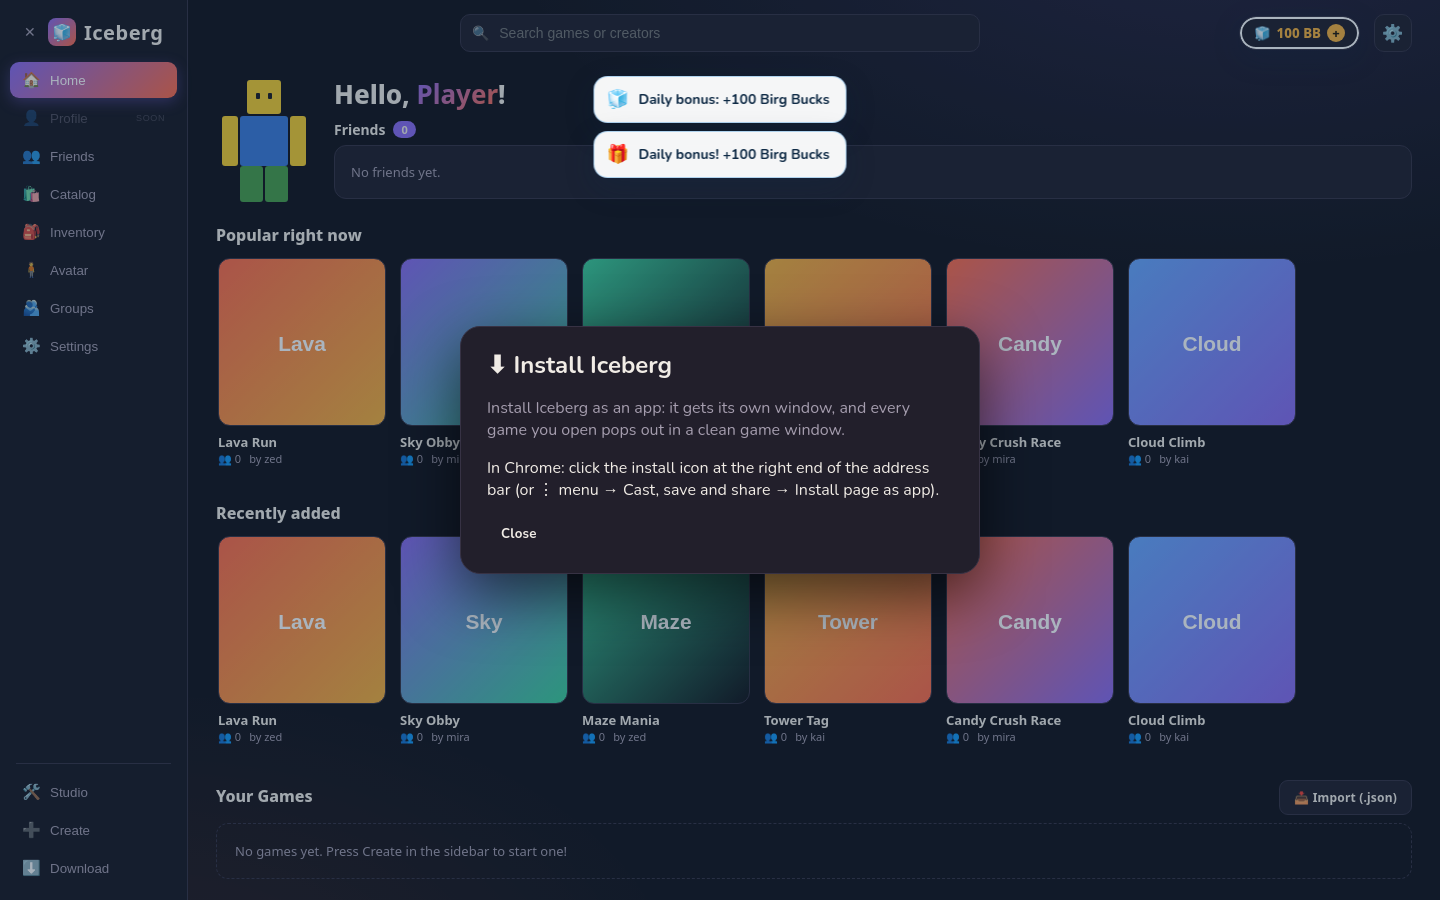 ✕ 🧊 Iceberg
🏠 Home
👤 Profile SOON
👥 Friends
🛍️ Catalog
🎒 Inventory
🧍 Avatar
🫂 Groups
⚙️ Settings
🛠️ Studio
➕ Create
⬇️ Download
🔍 Search games or creators
🧊 100 BB +
⚙️
Hello, Player!
Friends 0
No friends yet.
🧊 Daily bonus: +100 Birg Bucks
🎁 Daily bonus! +100 Birg Bucks
Popular right now
Lava
Candy
Cloud
Lava Run
👥 0 by zed
Sky Obby
👥 0 by mi
y Crush Race
by mira
Cloud Climb
👥 0 by kai
⬇ Install Iceberg
Install Iceberg as an app: it gets its own window, and every
game you open pops out in a clean game window.
In Chrome: click the install icon at the right end of the address
bar (or ⋮ menu → Cast, save and share → Install page as app).
Close
Recently added
Lava
Sky
Maze
Tower
Candy
Cloud
Lava Run
👥 0 by zed
Sky Obby
👥 0 by mira
Maze Mania
👥 0 by zed
Tower Tag
👥 0 by kai
Candy Crush Race
👥 0 by mira
Cloud Climb
👥 0 by kai
Your Games
📥 Import (.json)
No games yet. Press Create in the sidebar to start one!